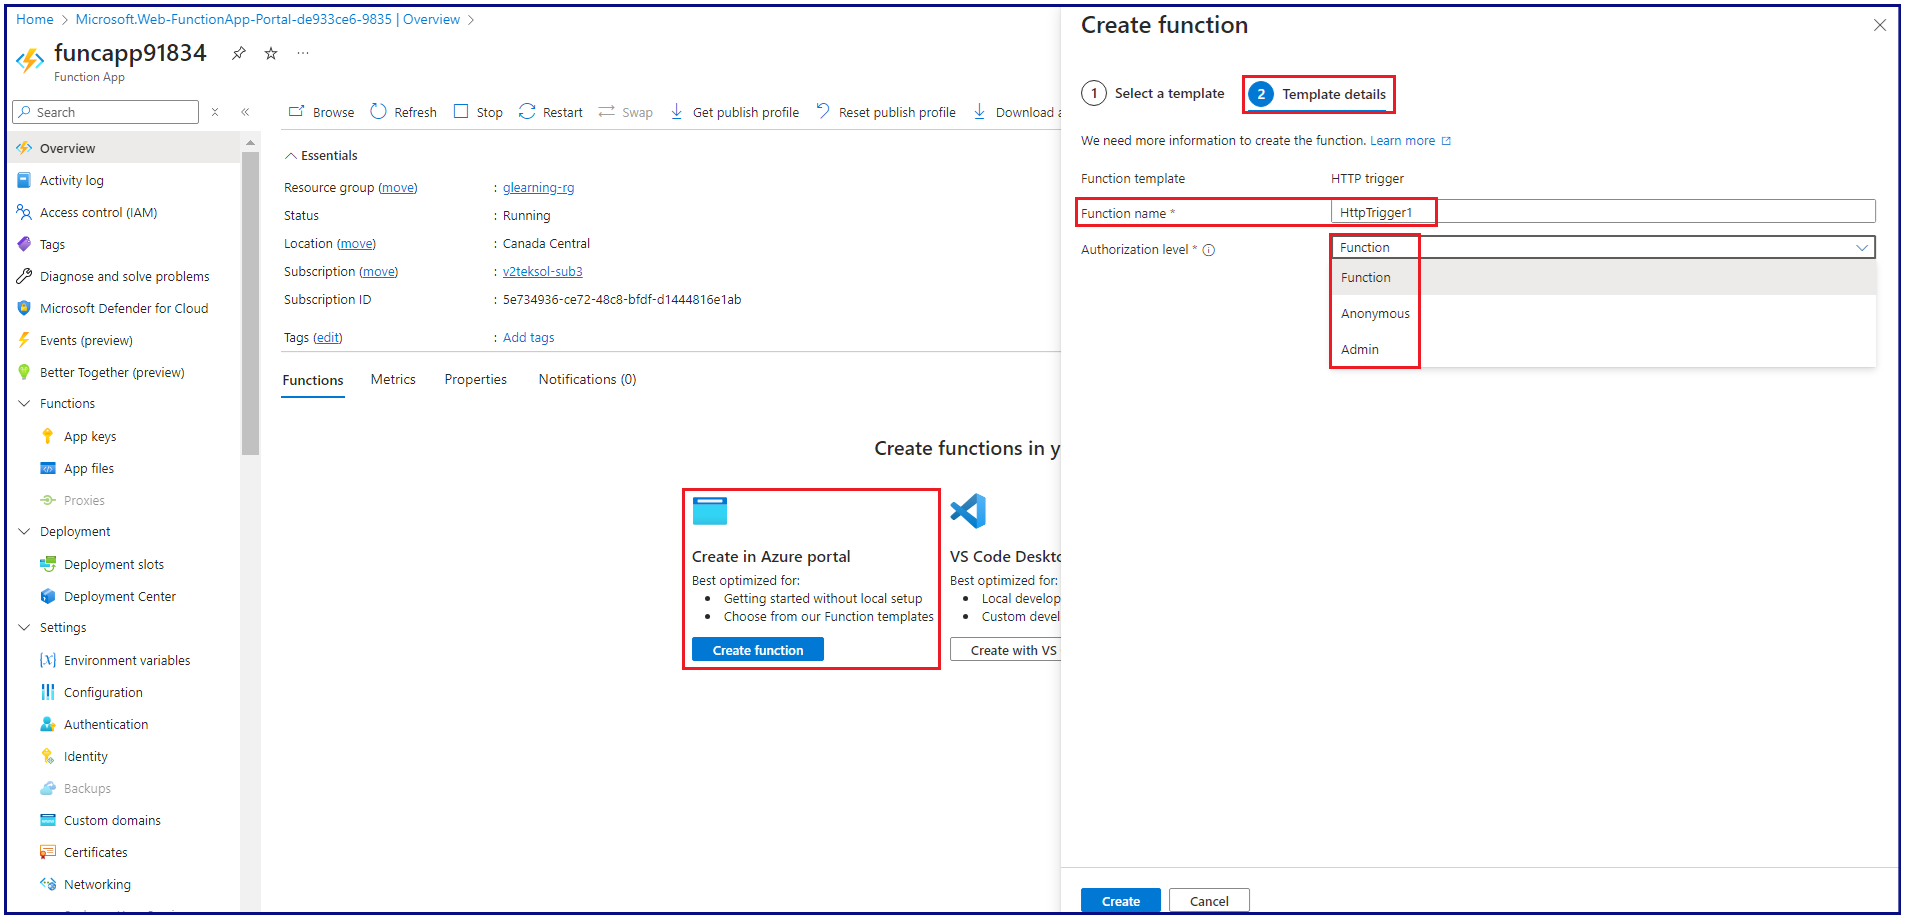 Home > Microsoft.Web-FunctionApp-Portal-de933ce6-9835 | Overview >
funcapp91834
Function App
Search
Overview
Activity log
Access control (IAM)
Tags
Diagnose and solve problems
Microsoft Defender for Cloud
Events (preview)
Better Together (preview)
Functions
App keys
App files
Proxies
Deployment
Deployment slots
Deployment Center
Settings
Environment variables
Configuration
Authentication
Identity
Backups
Custom domains
Certificates
Networking
Browse Refresh Stop Restart Swap Get publish profile Reset publish profile Download
Essentials
Resource group (move) : glearning-rg
Status : Running
Location (move) : Canada Central
Subscription (move) : v2teksol-sub3
Subscription ID : 5e734936-ce72-48c8-bfdf-d1444816e1ab
Tags (edit) : Add tags
Functions Metrics Properties Notifications (0)
Create functions in y
Create in Azure portal
Best optimized for:
• Getting started without local setup
• Choose from our Function templates
Create function
VS Code Deskto
Best optimized for:
• Local develop
• Custom devel
Create with VS
Create function
1 Select a template 2 Template details
We need more information to create the function. Learn more
Function template HTTP trigger
Function name * HttpTrigger1
Authorization level * Function
Function
Anonymous
Admin
Create Cancel